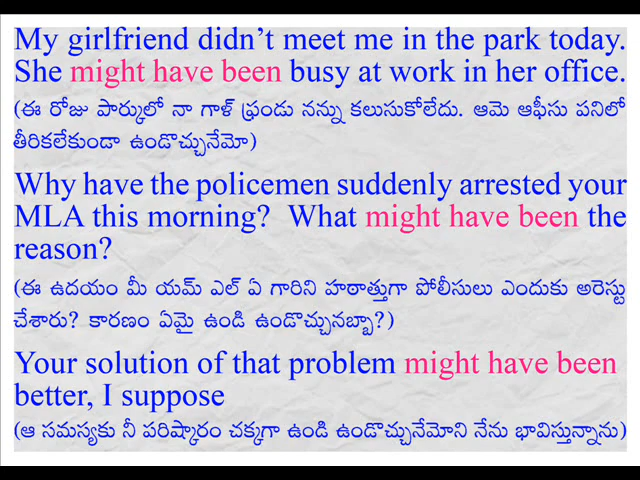 My girlfriend didn’t meet me in the park today.
She might have been busy at work in her office.
(ఈ రోజు పార్కులో నా గాళ్ ఫ్రెండు నన్ను కలుసుకోలేదు. ఆమె ఆఫీసు పనిలో
తీరికలేకుండా ఉండొచ్చునేమో)
Why have the policemen suddenly arrested your
MLA this morning? What might have been the
reason?
(ఈ ఉదయం మీ యమ్ ఎల్ ఏ గారిని హఠాత్తుగా పోలీసులు ఎందుకు అరెస్టు
చేశారు? కారణం ఏమై ఉండి ఉండొచ్చునబ్బా?)
Your solution of that problem might have been
better, I suppose
(ఆ సమస్యకు నీ పరిష్కారం చక్కగా ఉండి ఉండొచ్చునేమోని నేను భావిస్తున్నాను)